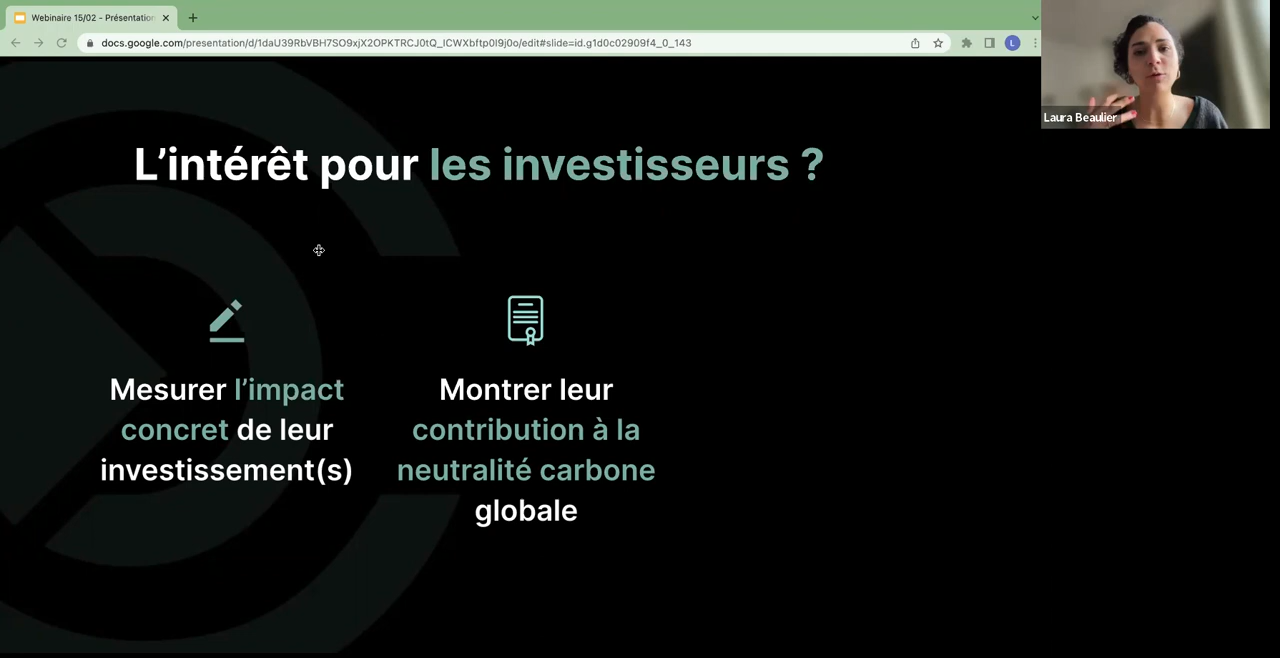 Webinaire 15/02 - Présentation
docs.google.com/presentation/d/1daU39RbVBH7SO9xjX2OPKTRCJ0tQ_ICWXbftp0I9j0o/edit#slide=id.g1d0c02909f4_0_143
L
Laura Beaulier
L’intérêt pour les investisseurs ?
Mesurer l’impact
concret de leur
investissement(s)
Montrer leur
contribution à la
neutralité carbone
globale